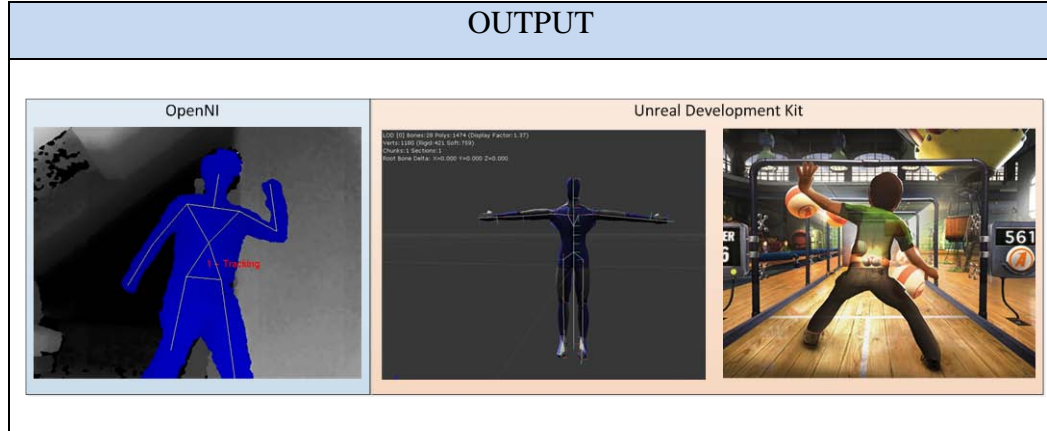 OUTPUT
OpenNI
Unreal Development Kit
1 - Tracking
LOD [0] Bones:28 Polys:1474 (Display Factor:1.37)
Verts:1180 (Rigid:421 Soft:759)
Chunks:1 Sections:1
Root Bone Delta: X=0.000 Y=0.000 Z=0.000
561